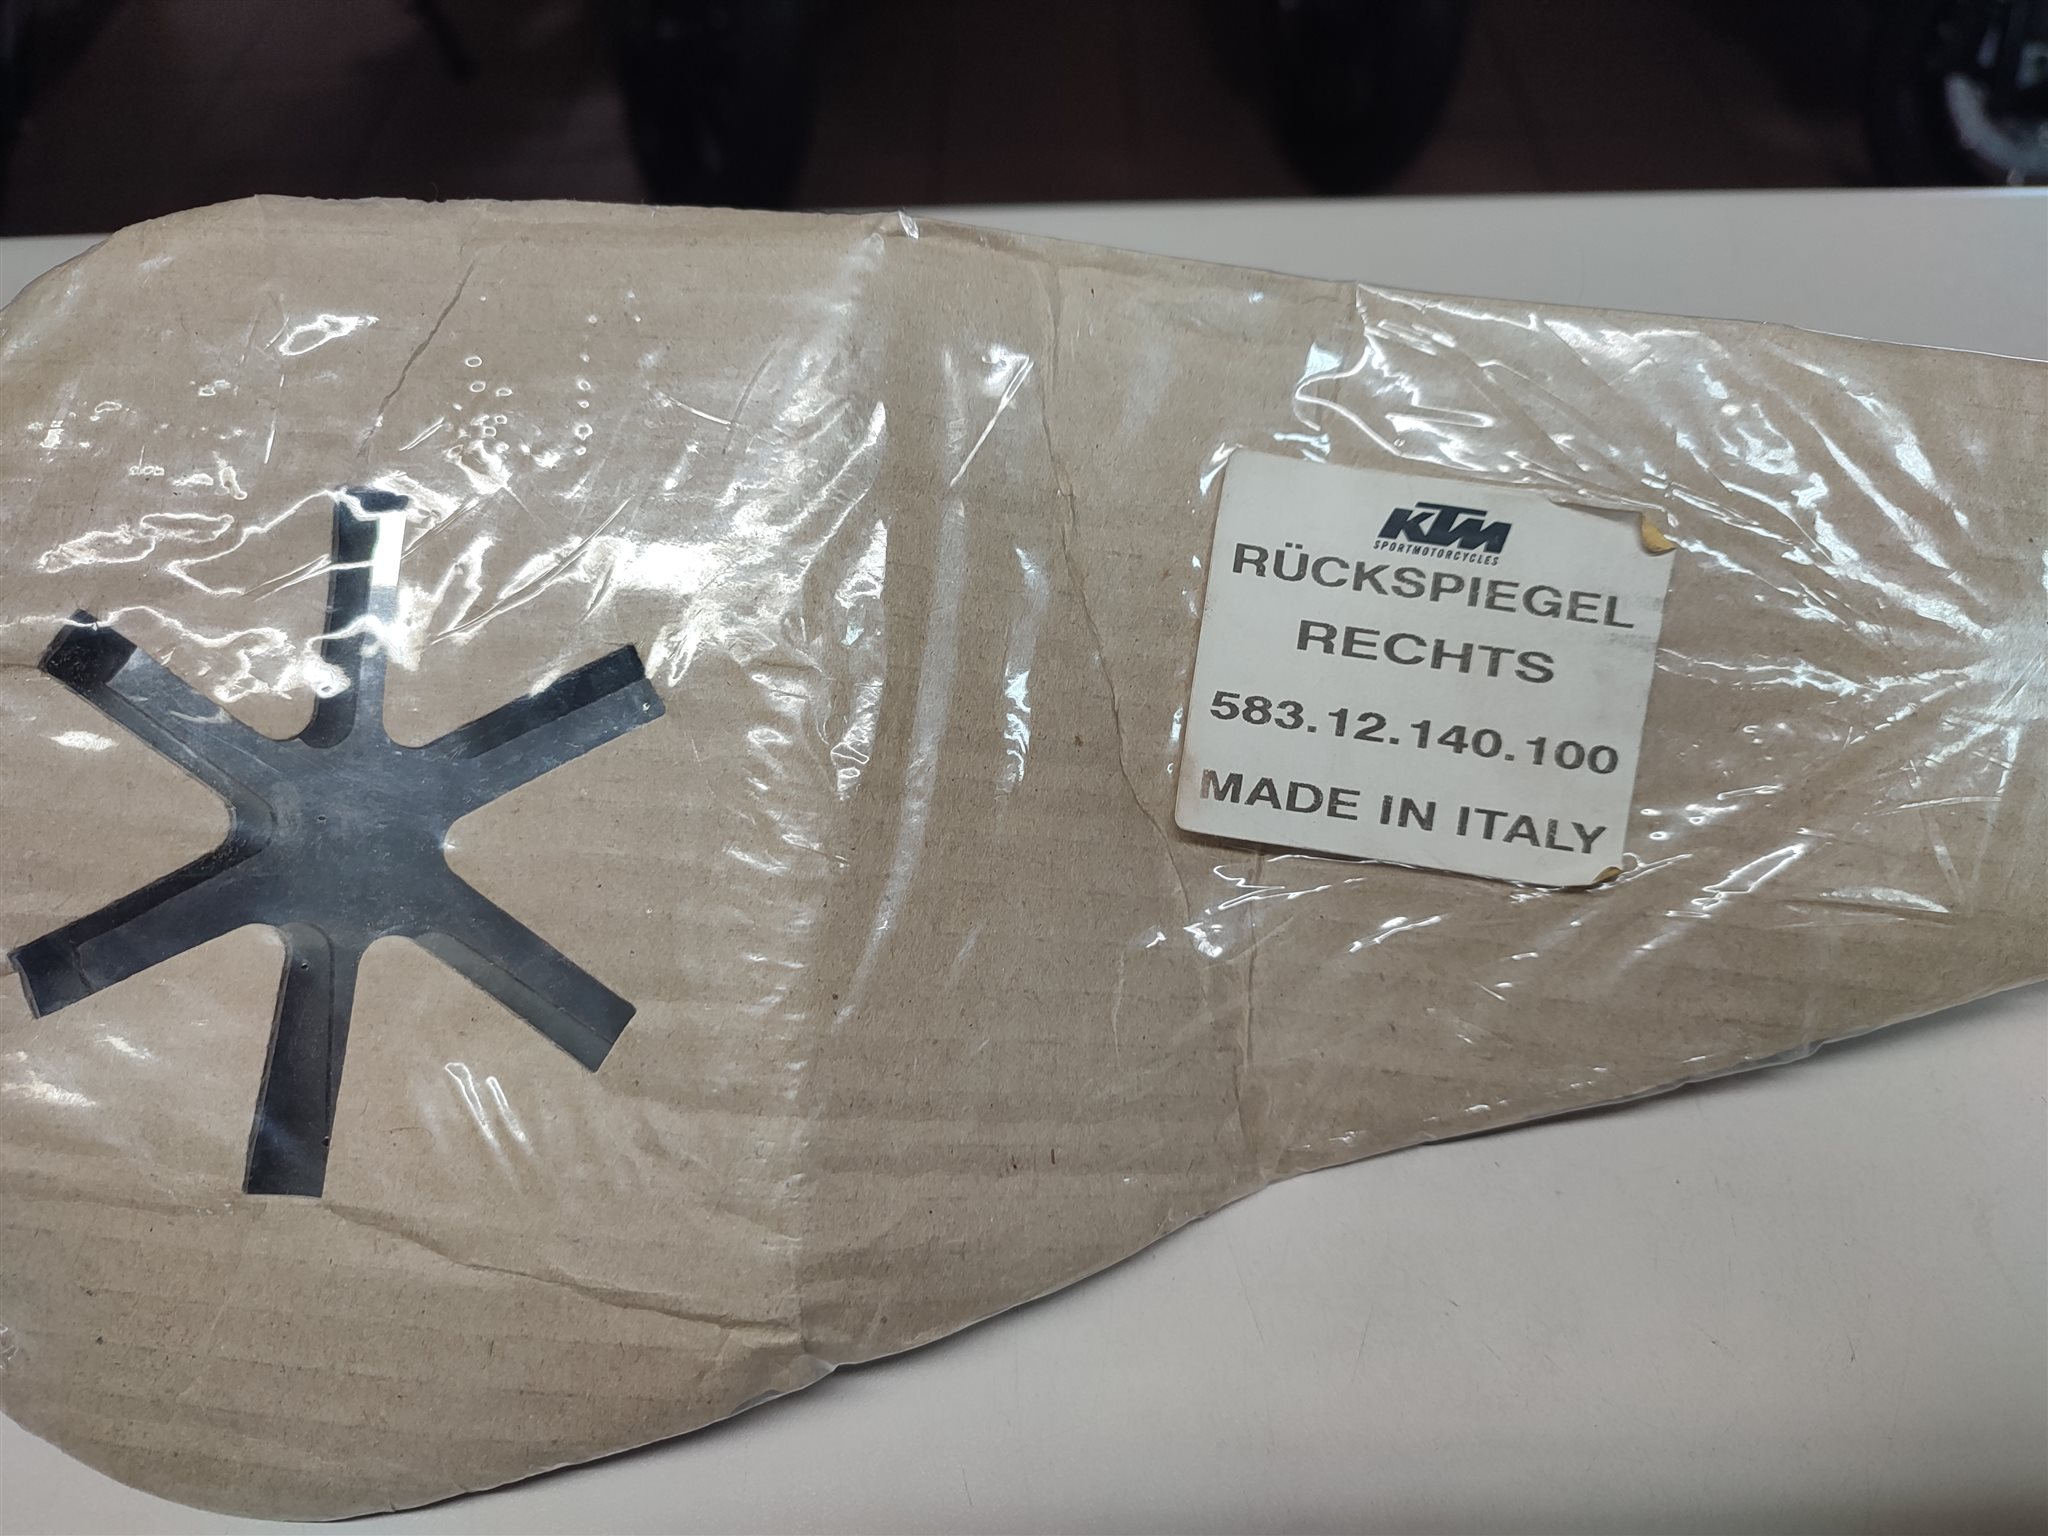 KTM
SPORTMOTORCYCLES
RÜCKSPIEGEL
RECHTS
583.12.140.100
MADE IN ITALY